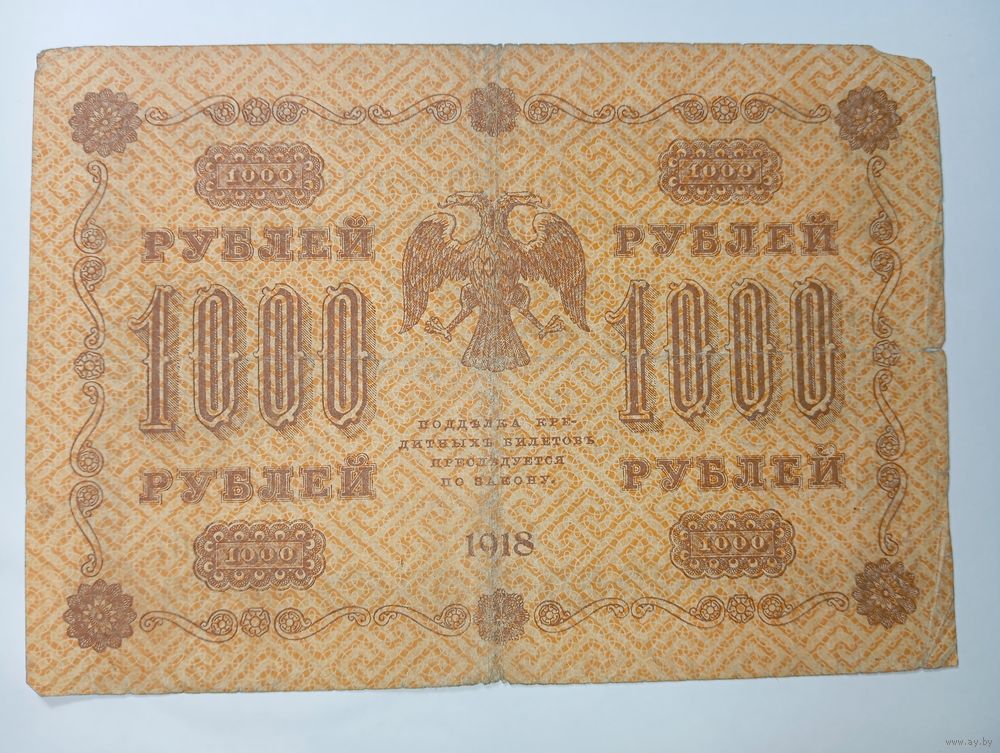 1000 1000
РУБЛЕЙ РУБЛЕЙ
1000 1000
ПОДДѢЛКА КРЕ-
ДИТНЫХЪ БИЛЕТОВЪ
ПРЕСЛѢДУЕТСЯ
ПО ЗАКОНУ.
РУБЛЕЙ РУБЛЕЙ
1000 1918 1000
www.ay.by